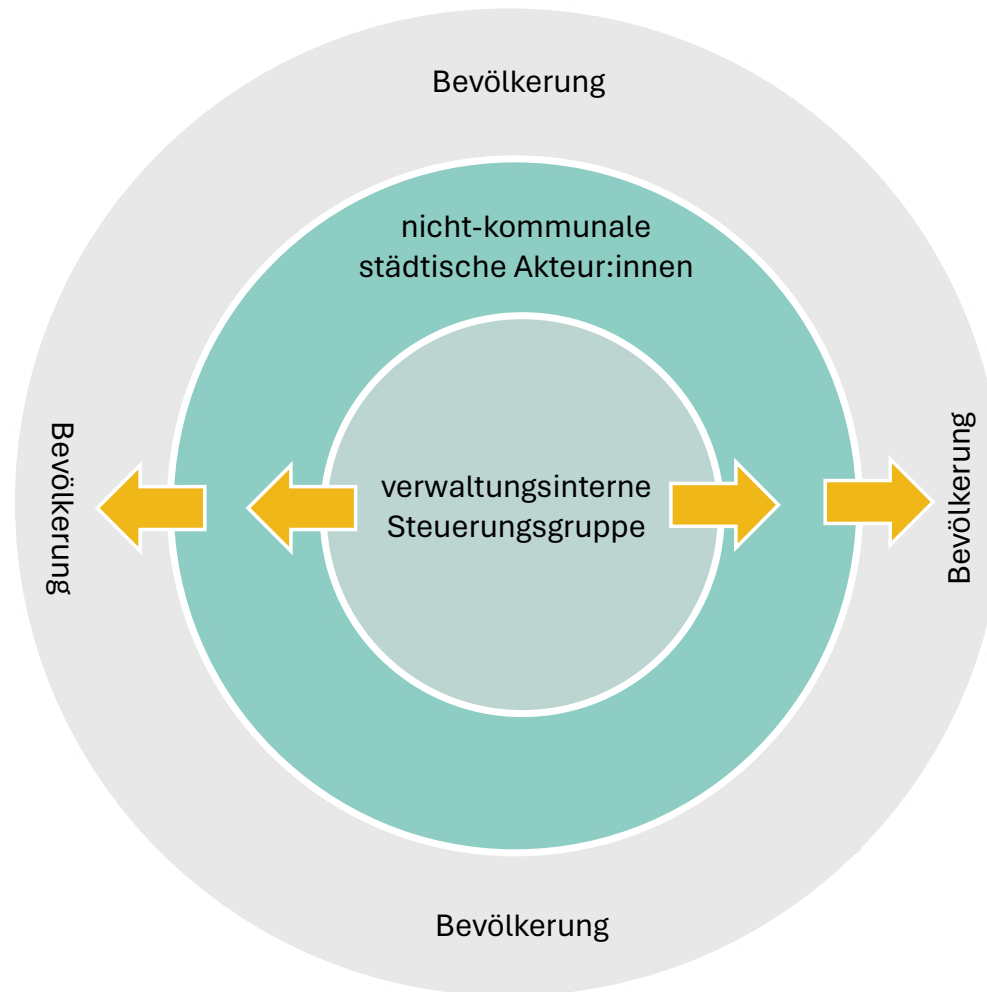 Bevölkerung
nicht-kommunale
städtische Akteur:innen
verwaltungsinterne
Steuerungsgruppe
Bevölkerung
Bevölkerung
Bevölkerung